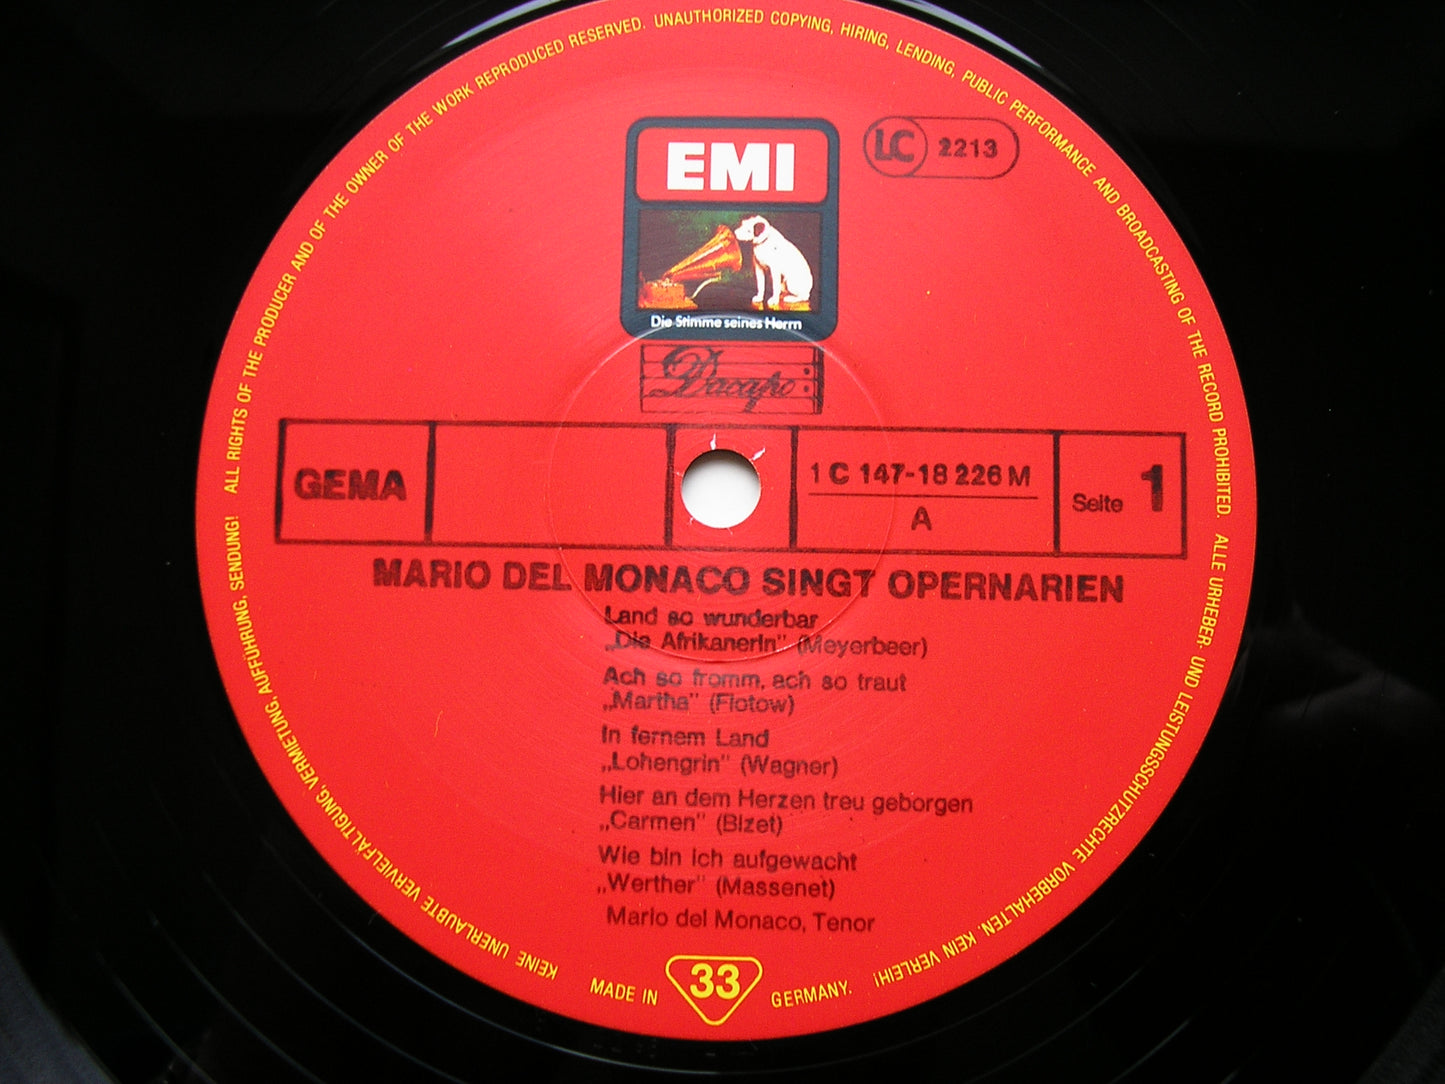 ALL RIGHTS OF THE PRODUCER AND OF THE OWNER OF THE WORK REPRODUCED RESERVED. UNAUTHORIZED COPYING, HIRING, LENDING, PUBLIC PERFORMANCE AND BROADCASTING OF THE RECORD PROHIBITED.
EMI
LC 2213
Die Stimme seines Herrn
Dacapo
GEMA
1 C 147-18 226 M
A
Seite 1
MARIO DEL MONACO SINGT OPERNARIEN
Land so wunderbar
„Die Afrikanerin" (Meyerbeer)
Ach so fromm, ach so traut
„Martha" (Flotow)
In fernem Land
„Lohengrin" (Wagner)
Hier an dem Herzen treu geborgen
„Carmen" (Bizet)
Wie bin ich aufgewacht
„Werther" (Massenet)
Mario del Monaco, Tenor
ALLE URHEBER- UND LEISTUNGSSCHUTZRECHTE VORBEHALTEN. KEIN VERLEIH!
KEINE UNERLAUBTE VERVIELFÄLTIGUNG, VERMIETUNG, AUFFÜHRUNG, SENDUNG!
MADE IN 33 GERMANY.